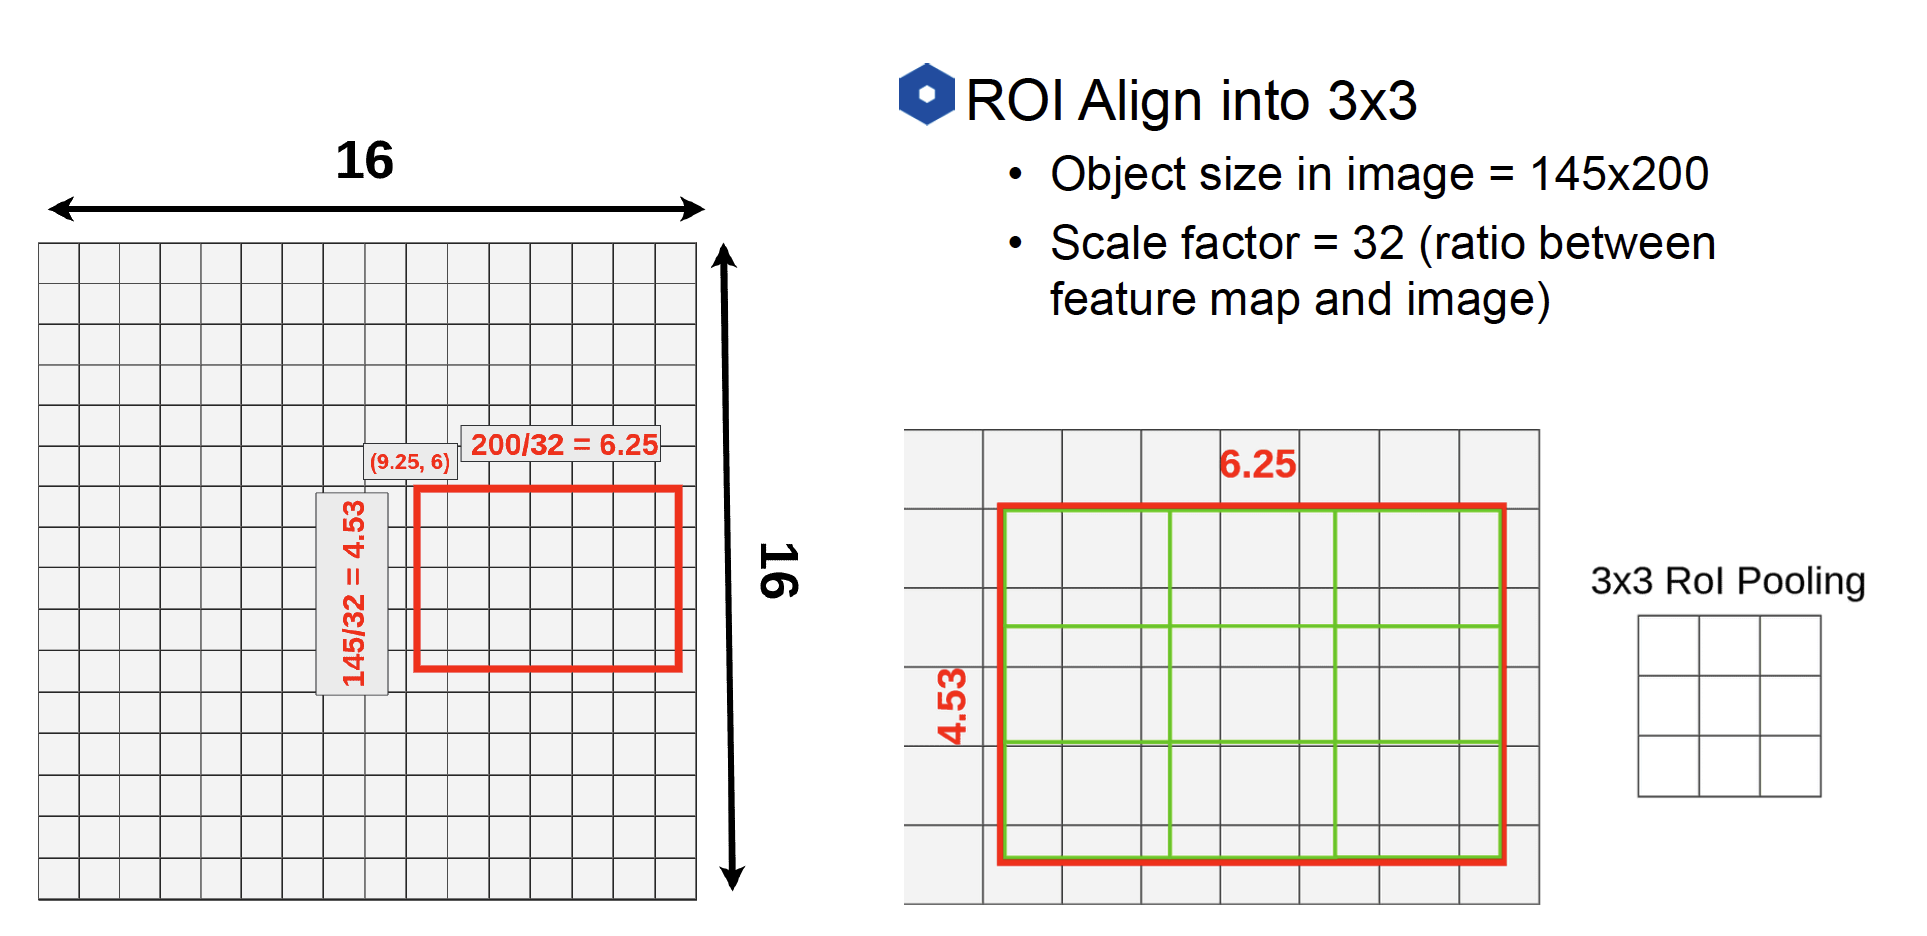 ROI Align into 3x3
• Object size in image = 145x200
• Scale factor = 32 (ratio between
feature map and image)
16
16
(9.25, 6)
200/32 = 6.25
145/32 = 4.53
6.25
4.53
3x3 RoI Pooling